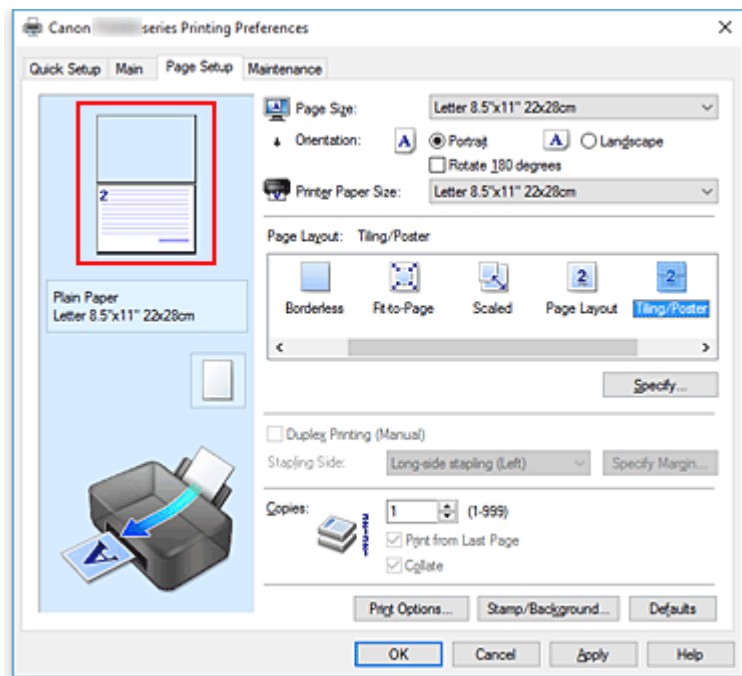 Canon series Printing Preferences
Quick Setup Main Page Setup Maintenance
2
Plain Paper
Letter 8.5"x11" 22x28cm
A
Page Size: Letter 8.5"x11" 22x28cm
Orientation: A Portrait A Landscape
Rotate 180 degrees
Printer Paper Size: Letter 8.5"x11" 22x28cm
Page Layout: Tiling/Poster
2 2
Borderless Fit-to-Page Scaled Page Layout Tiling/Poster
Specify...
Duplex Printing (Manual)
Stapling Side: Long-side stapling (Left) Specify Margin...
Copies: 1 (1-999)
Print from Last Page
Collate
Print Options... Stamp/Background... Defaults
OK Cancel Apply Help